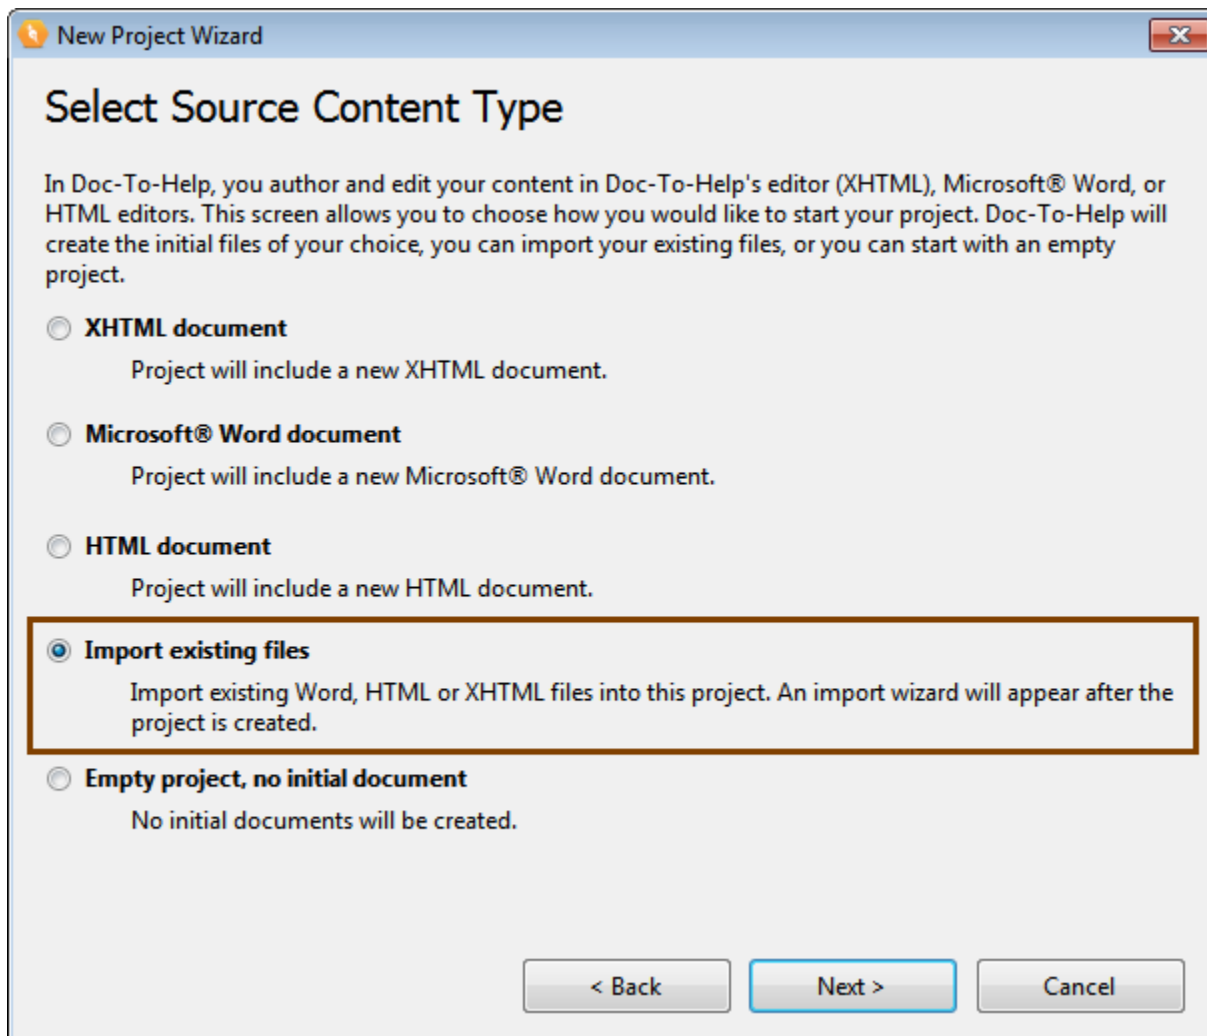 New Project Wizard
Select Source Content Type
In Doc-To-Help, you author and edit your content in Doc-To-Help's editor (XHTML), Microsoft® Word, or
HTML editors. This screen allows you to choose how you would like to start your project. Doc-To-Help will
create the initial files of your choice, you can import your existing files, or you can start with an empty
project.
XHTML document
Project will include a new XHTML document.
Microsoft® Word document
Project will include a new Microsoft® Word document.
HTML document
Project will include a new HTML document.
Import existing files
Import existing Word, HTML or XHTML files into this project. An import wizard will appear after the
project is created.
Empty project, no initial document
No initial documents will be created.
< Back Next > Cancel